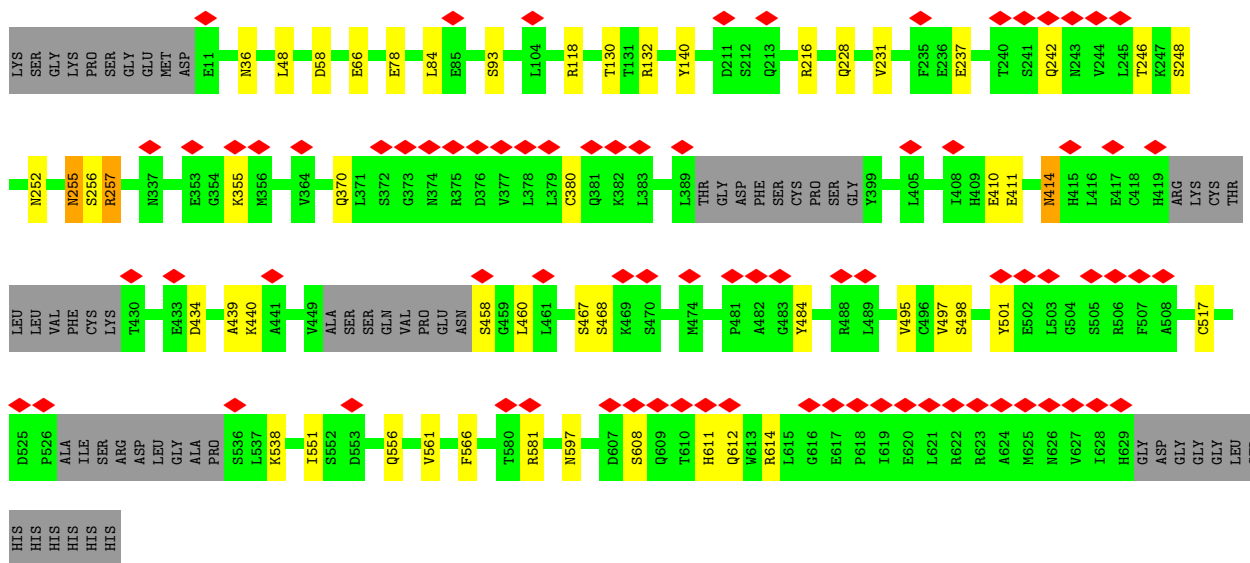 LYS SER GLY LYS PRO SER GLY GLU MET ASP E11 N36 L48 D58 E66 E78 L84 E85 S93 L104 R118 T130 T131 R132 Y140 D211 S212 Q213 R216 Q228 V231 F235 E236 E237 T240 S241 Q242 N243 V244 L245 T246 K247 S248
N252 N255 S256 R257 N337 E353 G354 K355 M356 V364 Q370 L371 S372 G373 N374 R375 D376 V377 L378 L379 C380 Q381 K382 L383 L389 THR GLY ASP PHE SER CYS PRO SER GLY Y399 L405 I408 H409 E410 E411 N414 H415 L416 E417 C418 H419 ARG LYS CYS THR
LEU LEU VAL PHE CYS LYS T430 E433 D434 A439 K440 A441 V449 ALA SER SER GLN VAL PRO GLU ASN S458 G459 L460 L461 S467 S468 K469 S470 M474 P481 A482 G483 Y484 R488 L489 V495 C496 V497 S498 Y501 E502 L503 G504 S505 R506 F507 A508 C517
D525 P526 ALA ILE SER ARG ASP LEU GLY ALA PRO S536 L537 K538 I551 S552 D553 Q556 V561 F566 T580 R581 N597 D607 S608 Q609 T610 H611 Q612 W613 R614 L615 G616 E617 P618 I619 E620 L621 R622 R623 A624 M625 N626 V627 I628 H629 GLY ASP GLY GLY GLY LEU
HIS HIS HIS HIS HIS HIS